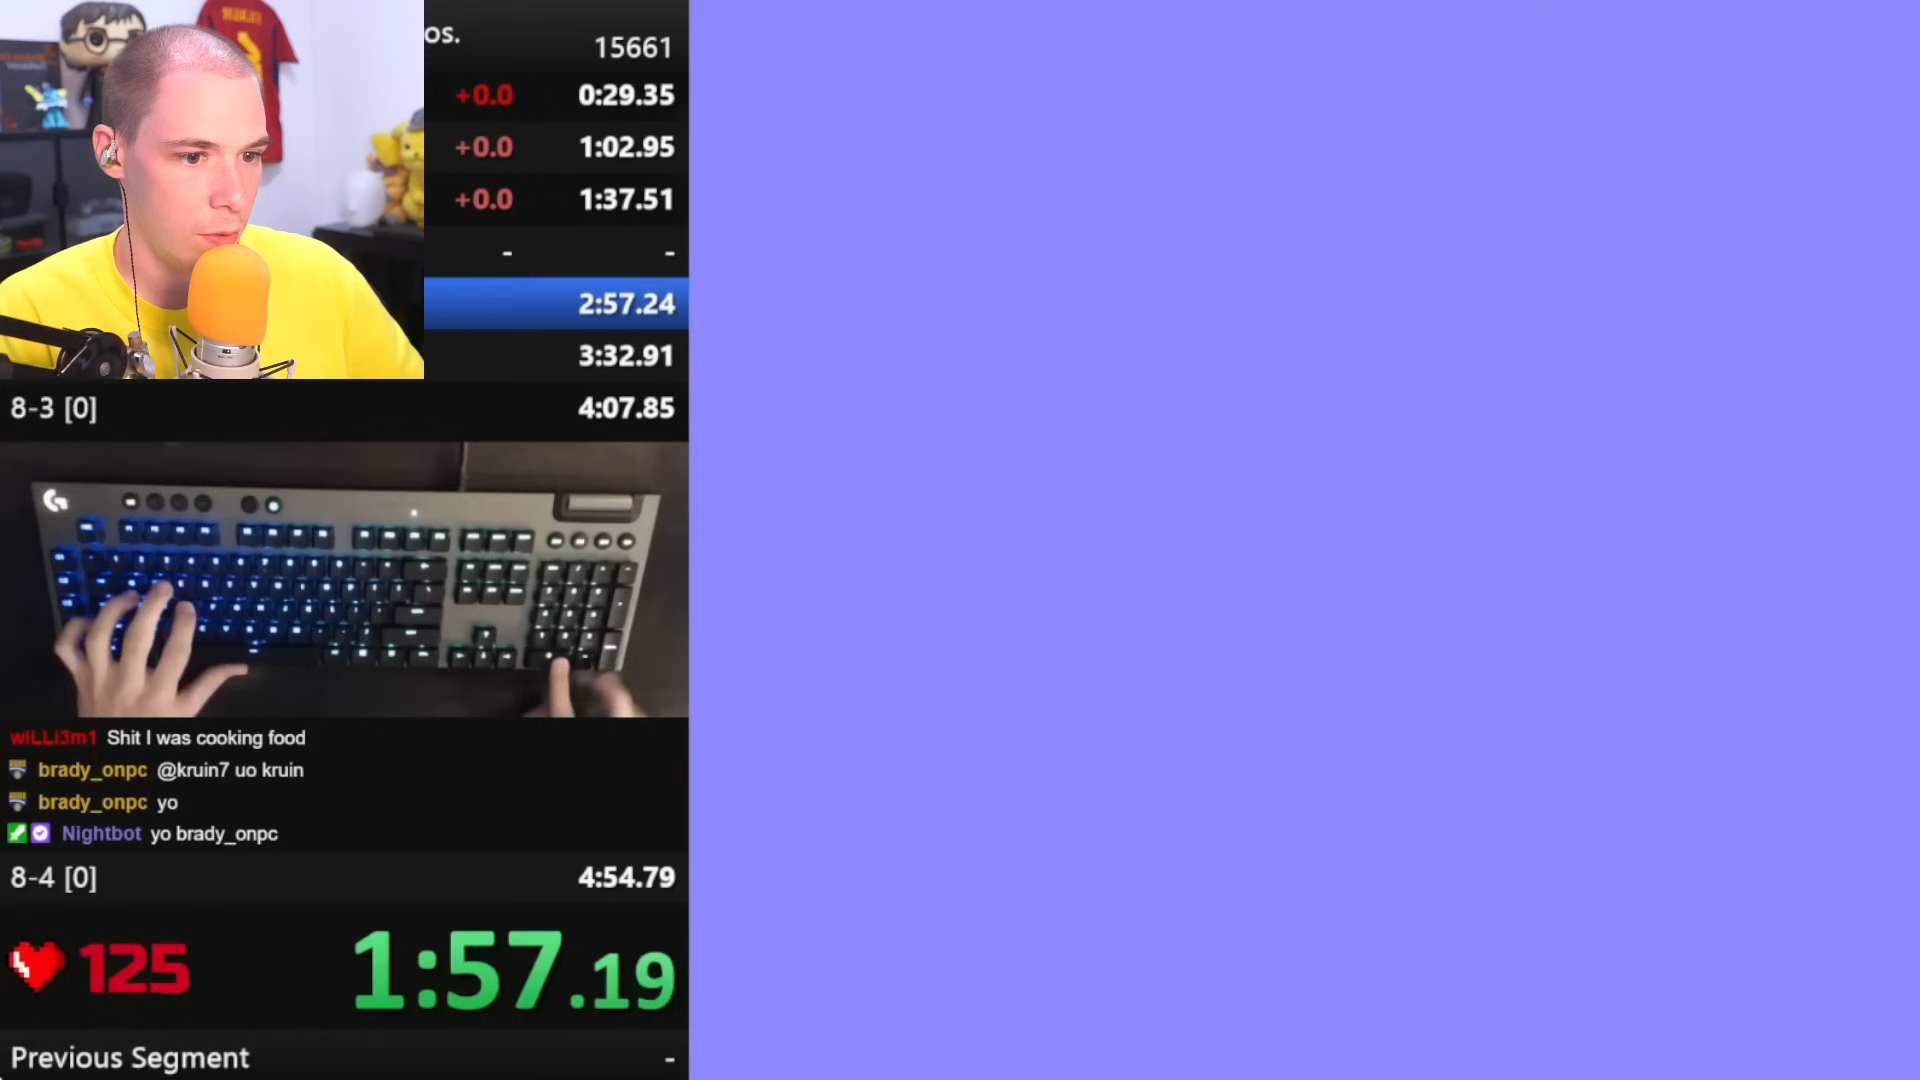 os.
15661
+0.0 0:29.35
+0.0 1:02.95
+0.0 1:37.51
- -
2:57.24
3:32.91
8-3 [0] 4:07.85
wiLLi3m1 Shit I was cooking food
brady_onpc @kruin7 uo kruin
brady_onpc yo
Nightbot yo brady_onpc
8-4 [0] 4:54.79
125 1:57.19
Previous Segment -